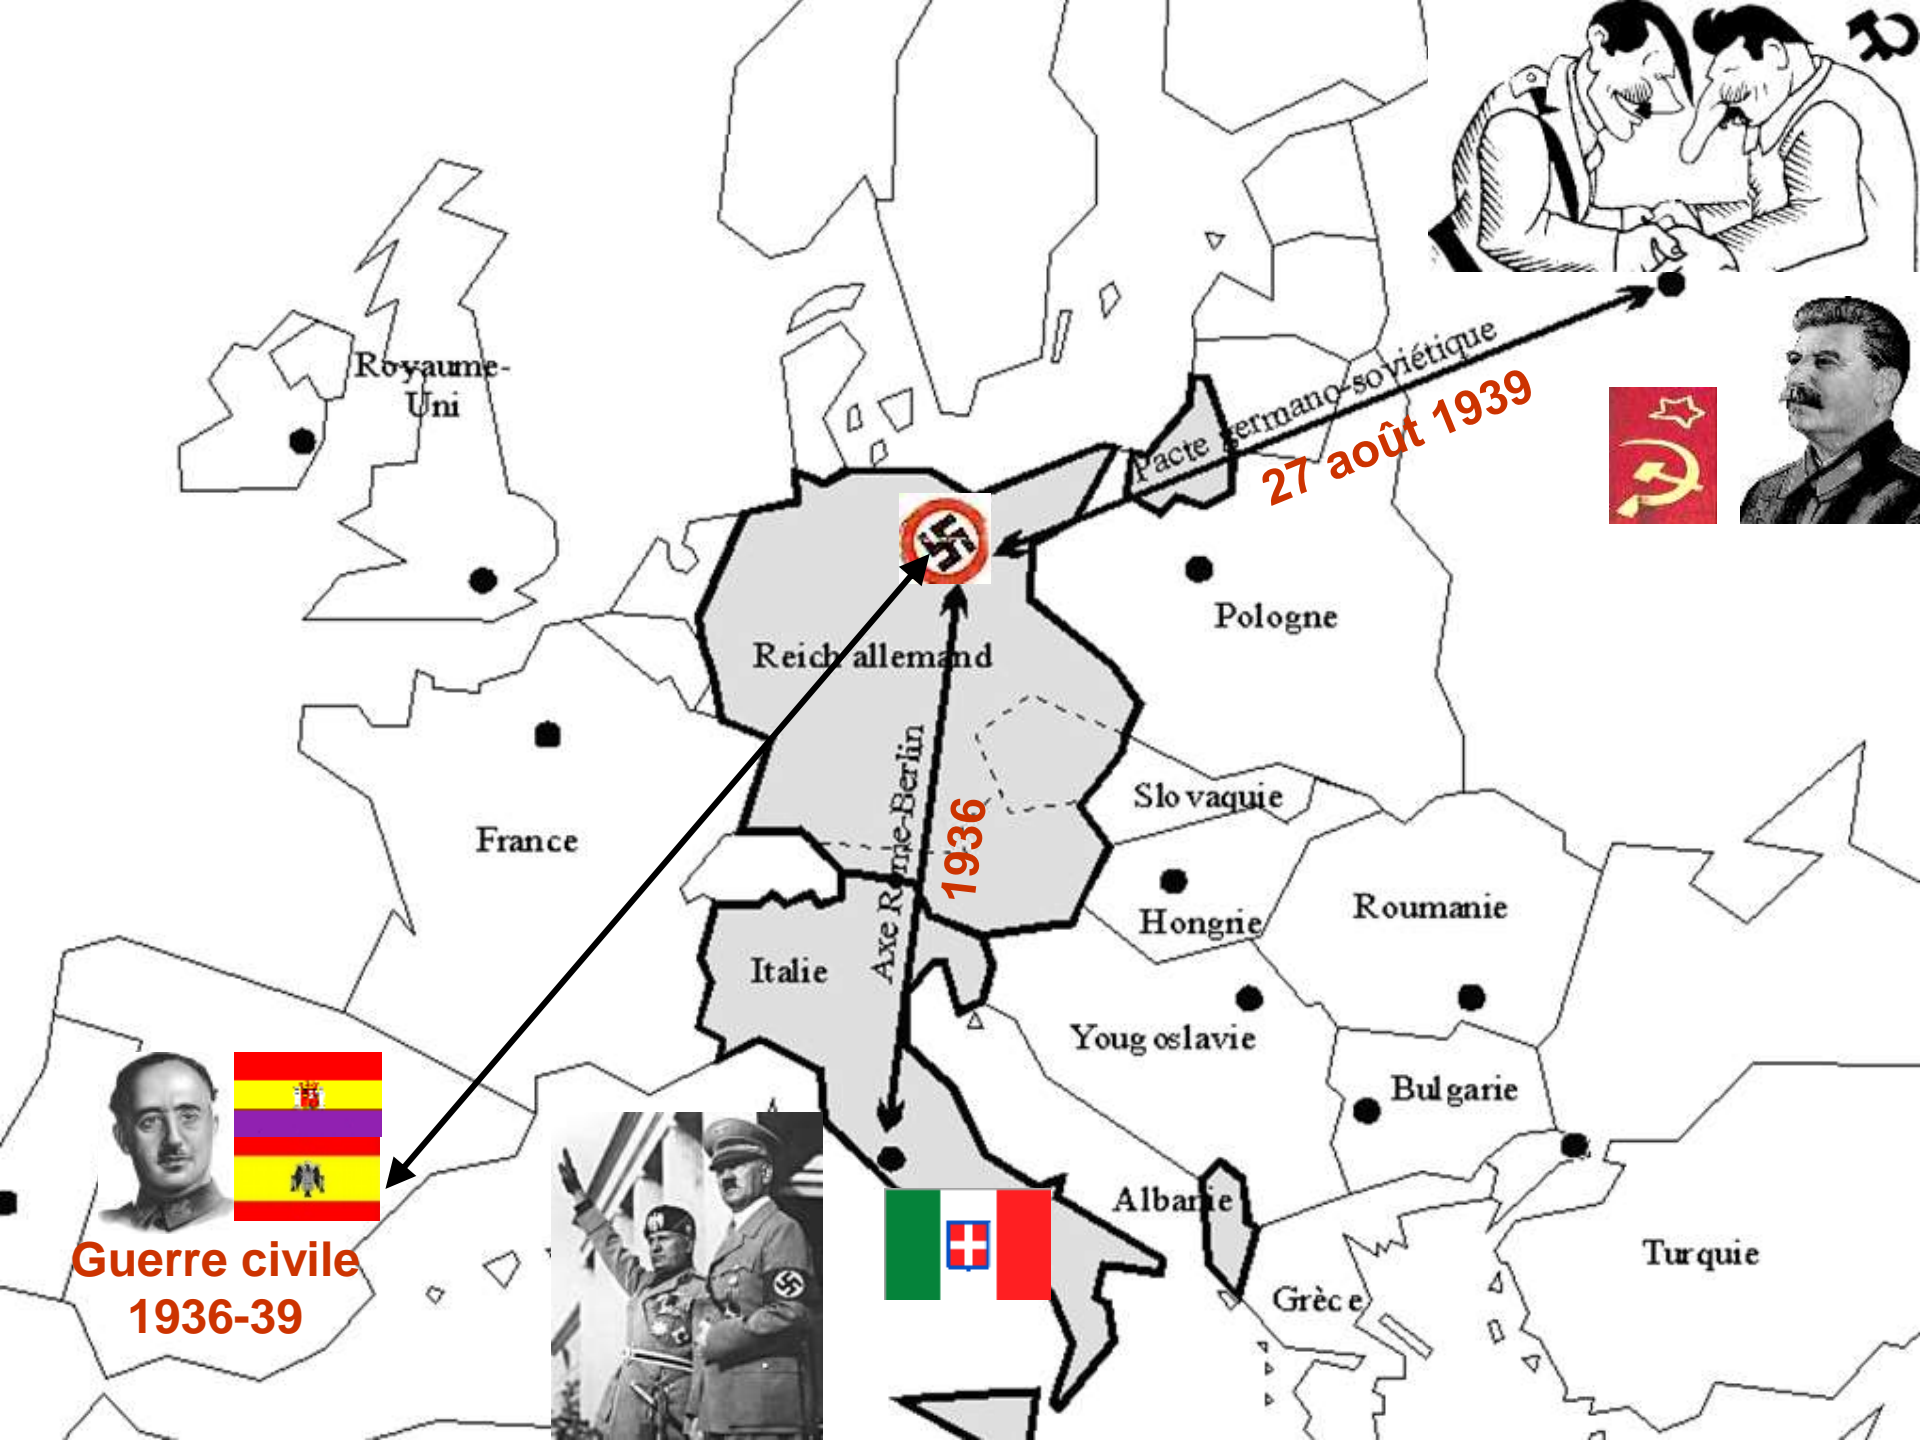 Royaume-
Uni
Pacte germano-soviétique
27 août 1939
Pologne
Reich allemand
Axe Rome-Berlin
1936
Slovaquie
France
Hongrie
Roumanie
Italie
Yougoslavie
Bulgarie
Albanie
Guerre civile
1936-39
Turquie
Grèce